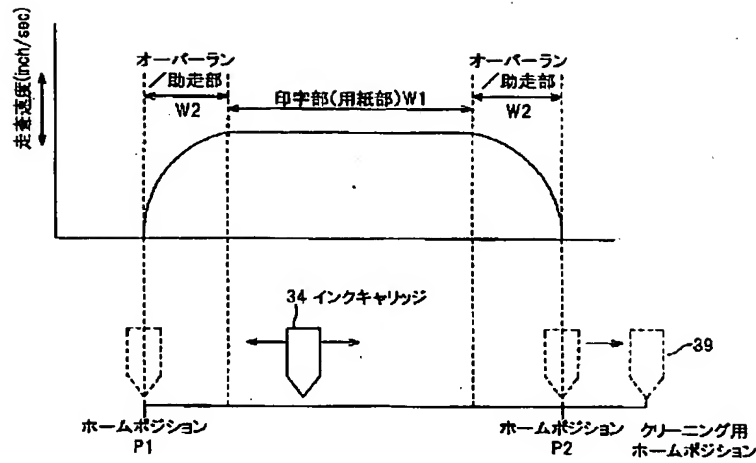 オーバーラン
／助走部
W2
印字部(用紙部)W1
オーバーラン
／助走部
W2
走査速度(inch/sec)
34 インクキャリッジ
39
ホームポジション
P1
ホームポジション
P2
クリーニング用
ホームポジション